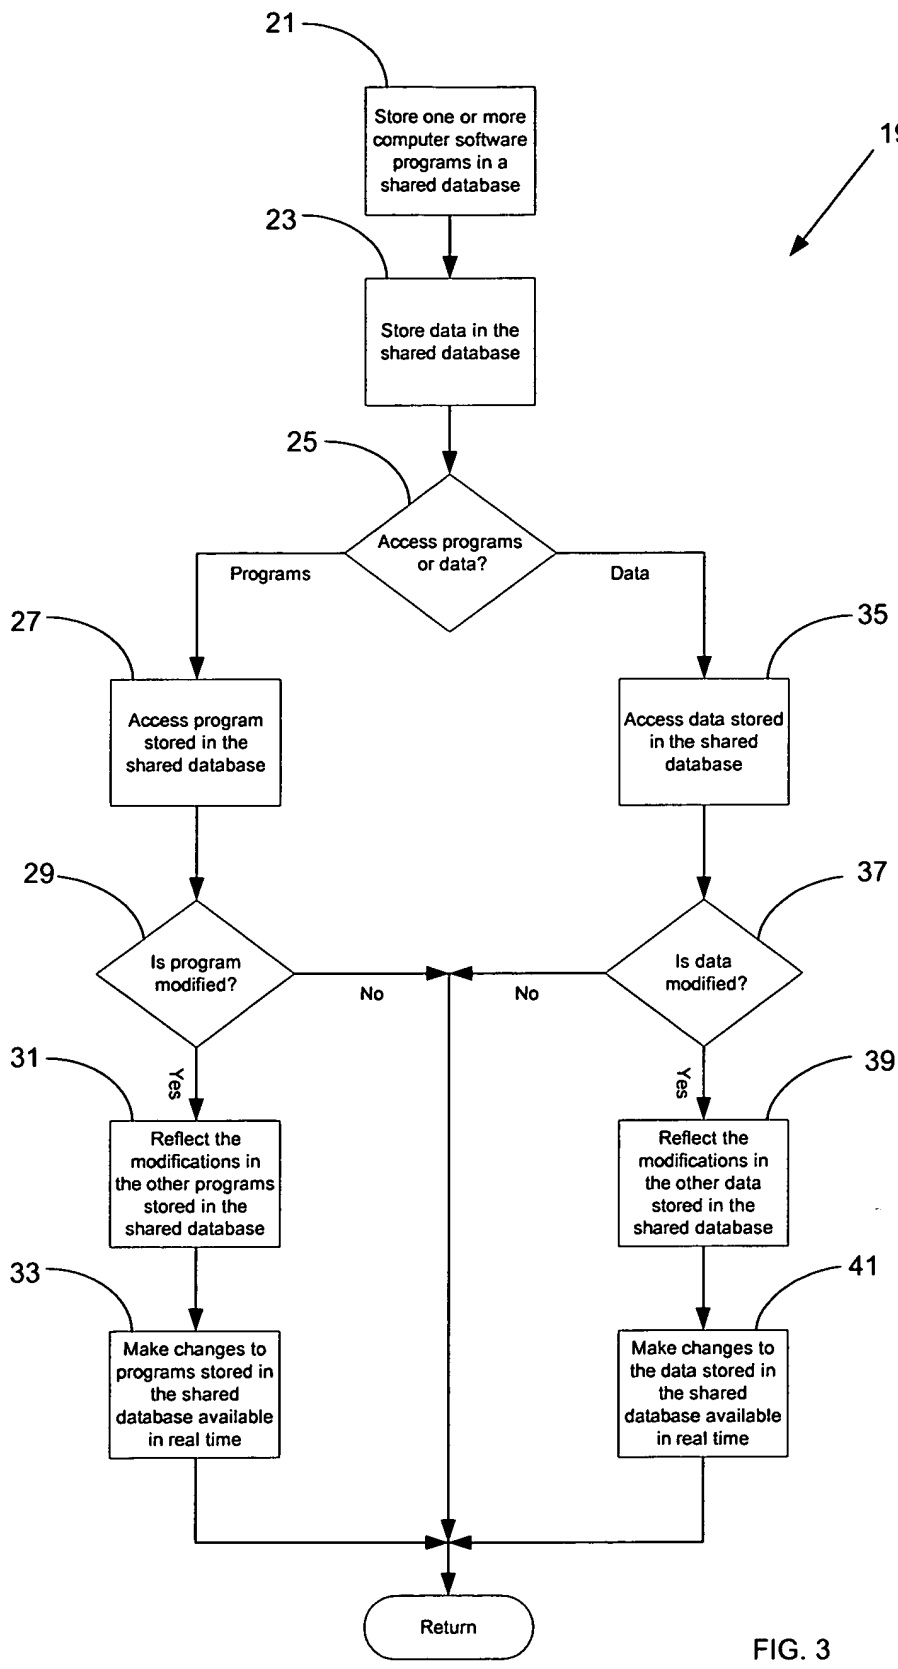 21
Store one or more
computer software
programs in a
shared database
23
Store data in the
shared database
25
Access programs
or data?
Programs
Data
27
Access program
stored in the
shared database
35
Access data stored
in the shared
database
29
Is program
modified?
No
37
Is data
modified?
No
Yes
Yes
31
Reflect the
modifications in
the other programs
stored in the
shared database
39
Reflect the
modifications in
the other data
stored in the
shared database
33
Make changes to
programs stored in
the shared
database available
in real time
41
Make changes to
the data stored in
the shared
database available
in real time
Return
FIG. 3